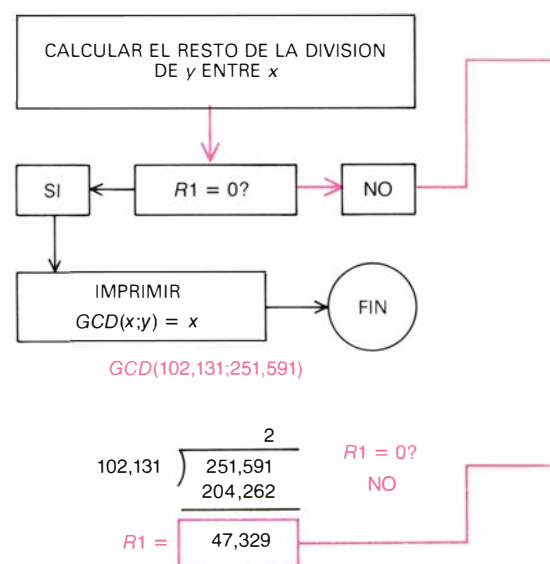 CALCULAR EL RESTO DE LA DIVISION
DE y ENTRE x
SI
R1 = 0?
NO
IMPRIMIR
GCD(x;y) = x
FIN
GCD(102,131;251,591)
2
102,131 ) 251,591
204,262
R1 = 0?
NO
R1 = 47,329